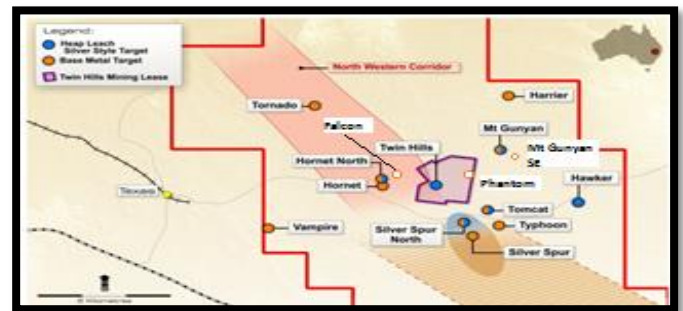 Legend:
Heap Leach
Silver Style Target
Base Metal Target
Twin Hills Mining Lease
North Western Corridor
Tornado
Harrier
Falcon
Mt Gunyan
Twin Hills
Mt Gunyan
SE
Hornet North
Hornet
Phantom
Hawker
Texas
Tomcat
Vampire
Silver Spur
North
Typhoon
Silver Spur
Kilometres